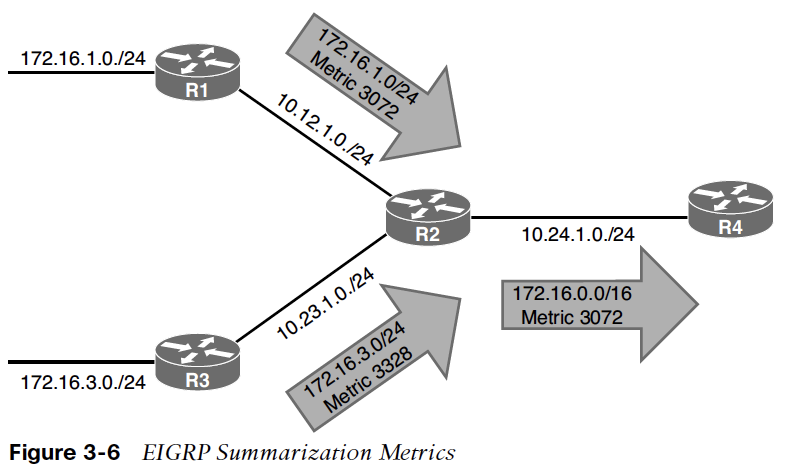 172.16.1.0./24
R1
172.16.1.0/24
Metric 3072
10.12.1.0./24
R2
10.24.1.0./24
R4
10.23.1.0./24
172.16.3.0/24
Metric 3328
172.16.0.0/16
Metric 3072
R3
172.16.3.0./24
Figure 3-6 EIGRP Summarization Metrics